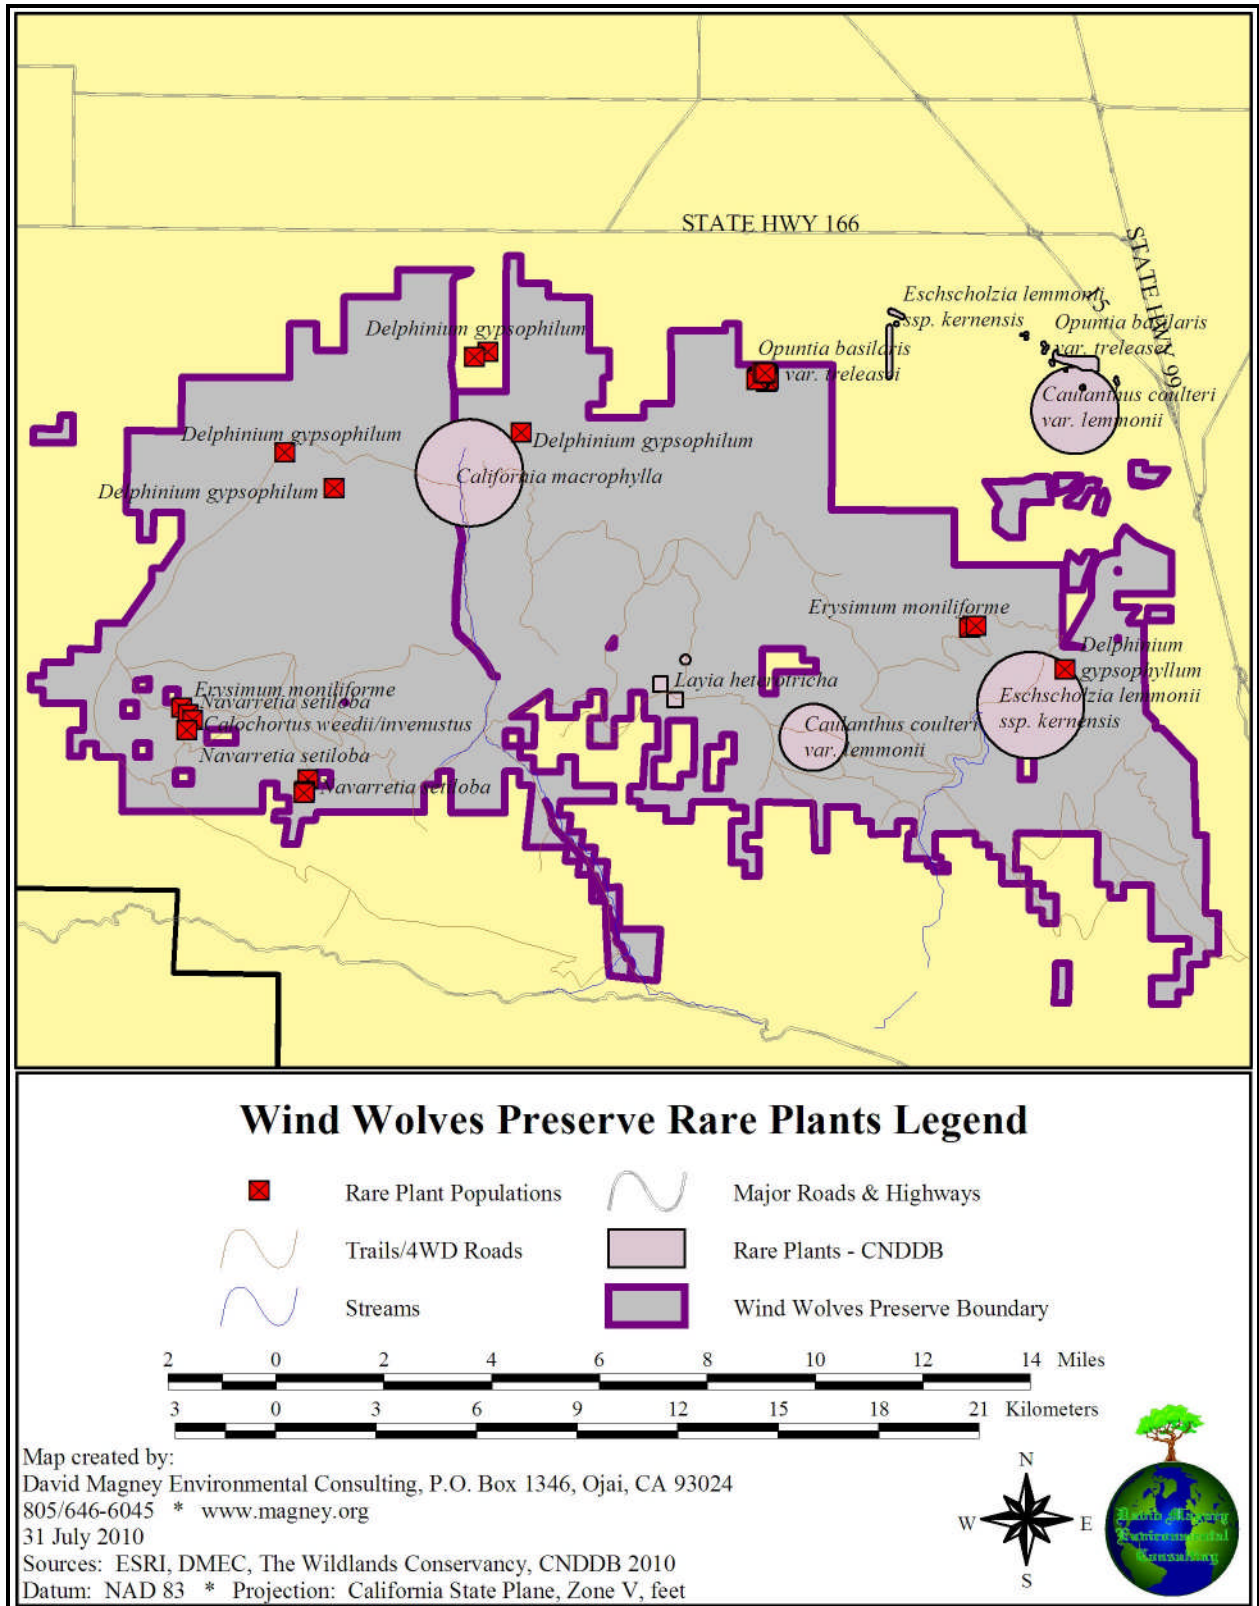 STATE HWY 166
STATE HWY 99
5
Eschscholzia lemmonii
ssp. kernensis
Opuntia basilaris
var. treleasei
Delphinium gypsophilum
Opuntia basilaris
var. treleasei
Caulanthus coulteri
var. lemmonii
Delphinium gypsophilum
Delphinium gypsophilum
California macrophylla
Delphinium gypsophilum
Erysimum moniliforme
Delphinium
gypsophyllum
Layia heterotricha
Erysimum moniliforme
Navarretia setiloba
Calochortus weedii/invenustus
Eschscholzia lemmonii
ssp. kernensis
Caulanthus coulteri
var. lemmonii
Navarretia setiloba
Navarretia setiloba
Wind Wolves Preserve Rare Plants Legend
Rare Plant Populations
Major Roads & Highways
Trails/4WD Roads
Rare Plants - CNDDB
Streams
Wind Wolves Preserve Boundary
2 0 2 4 6 8 10 12 14 Miles
3 0 3 6 9 12 15 18 21 Kilometers
Map created by:
David Magney Environmental Consulting, P.O. Box 1346, Ojai, CA 93024
805/646-6045 * www.magney.org
31 July 2010
Sources: ESRI, DMEC, The Wildlands Conservancy, CNDDB 2010
Datum: NAD 83 * Projection: California State Plane, Zone V, feet
N
W E
S
David Magney
Environmental
Consulting